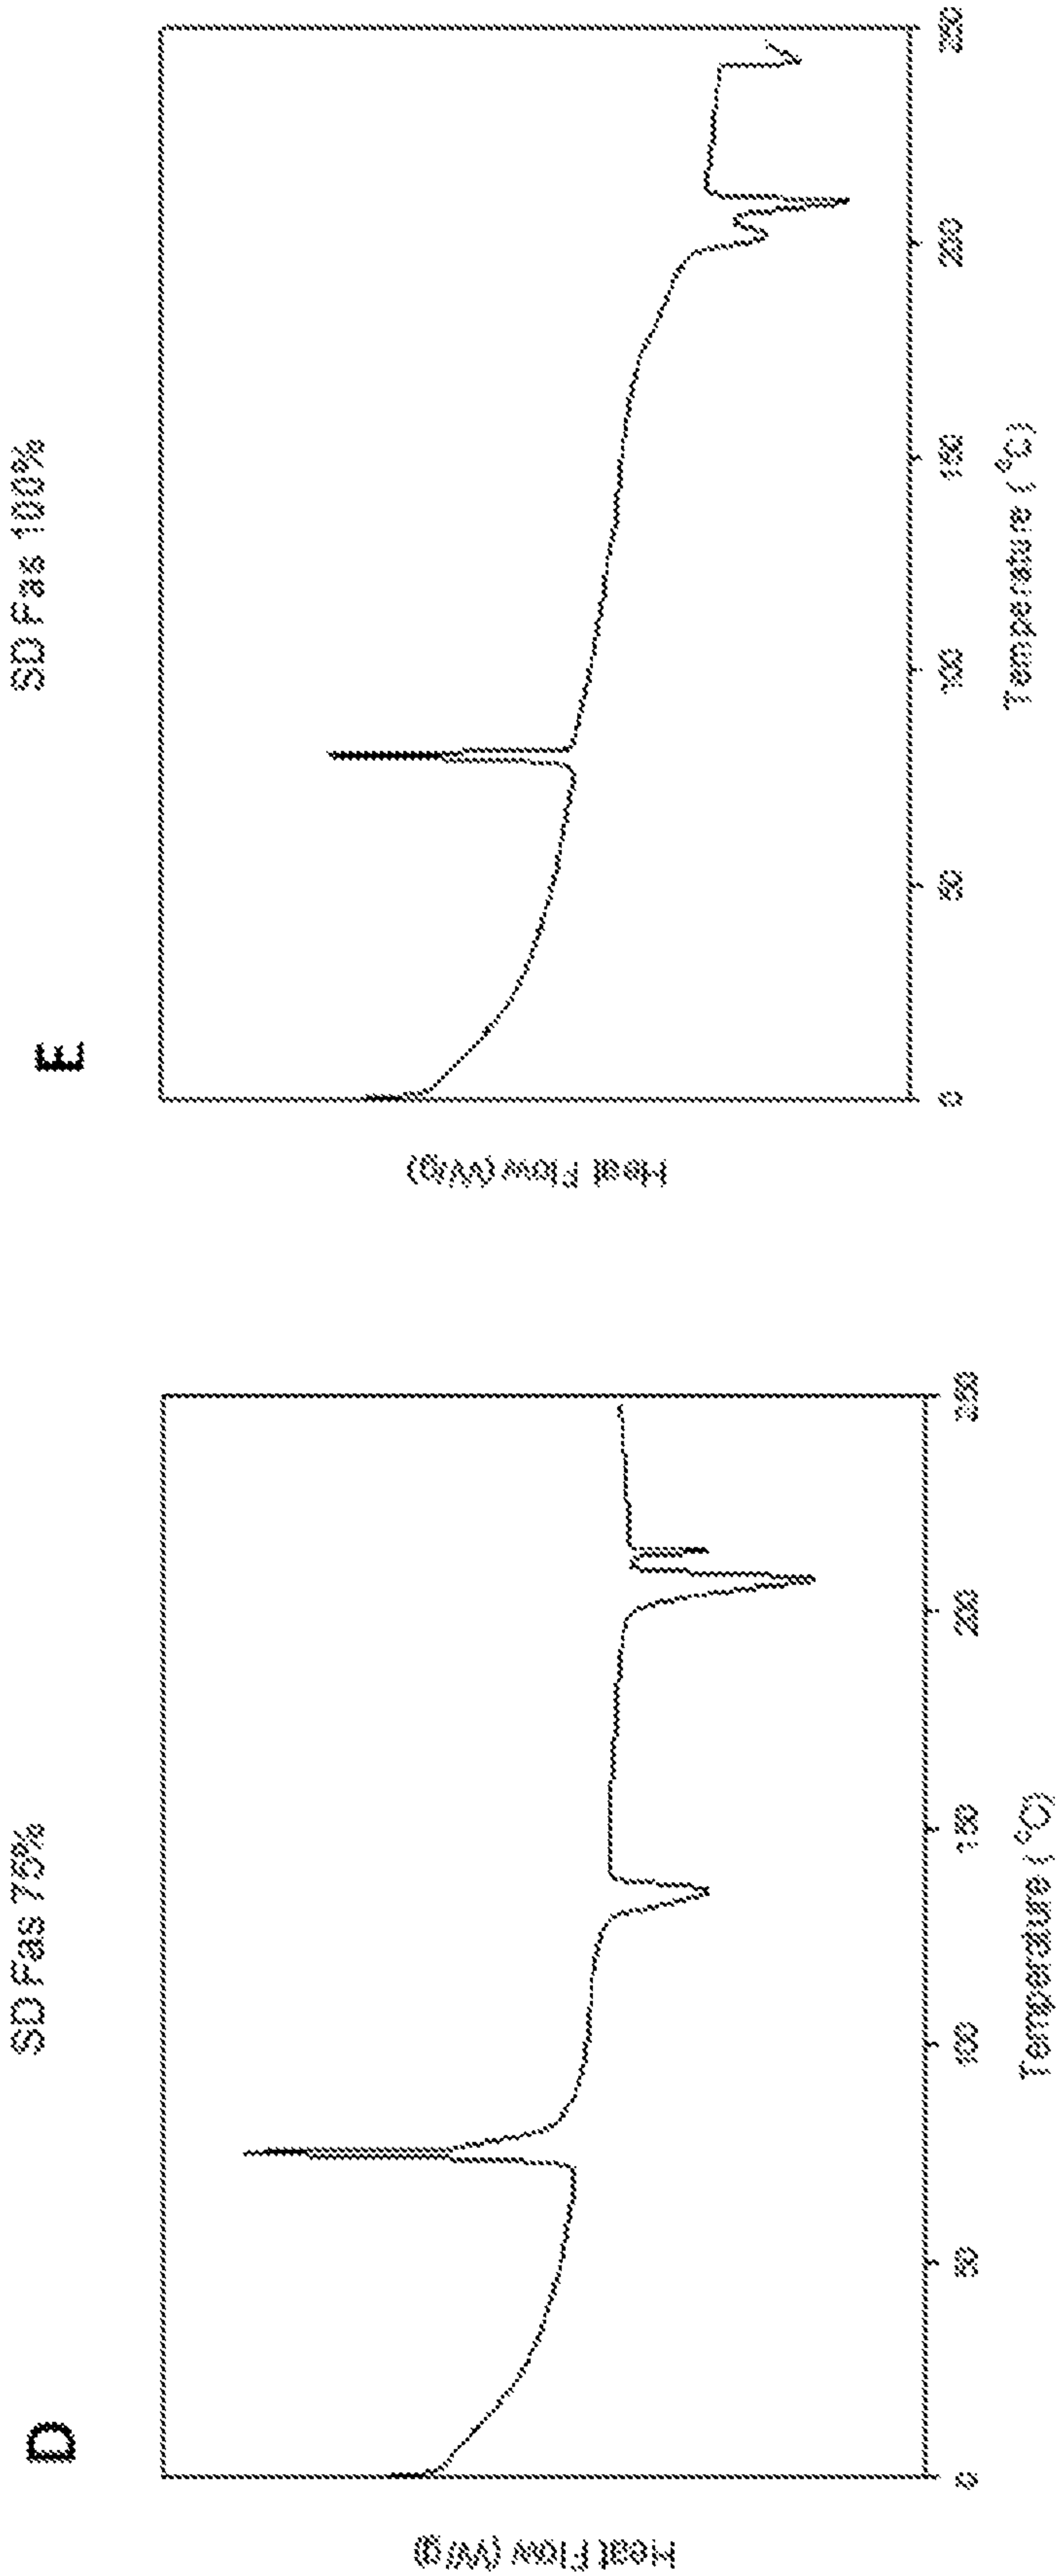 D
SD Fas 75%
Heat Flow (W/g)
0
50
100
150
200
250
Temperature (°C)
E
SD Fas 100%
Heat Flow (W/g)
0
50
100
150
200
250
Temperature (°C)